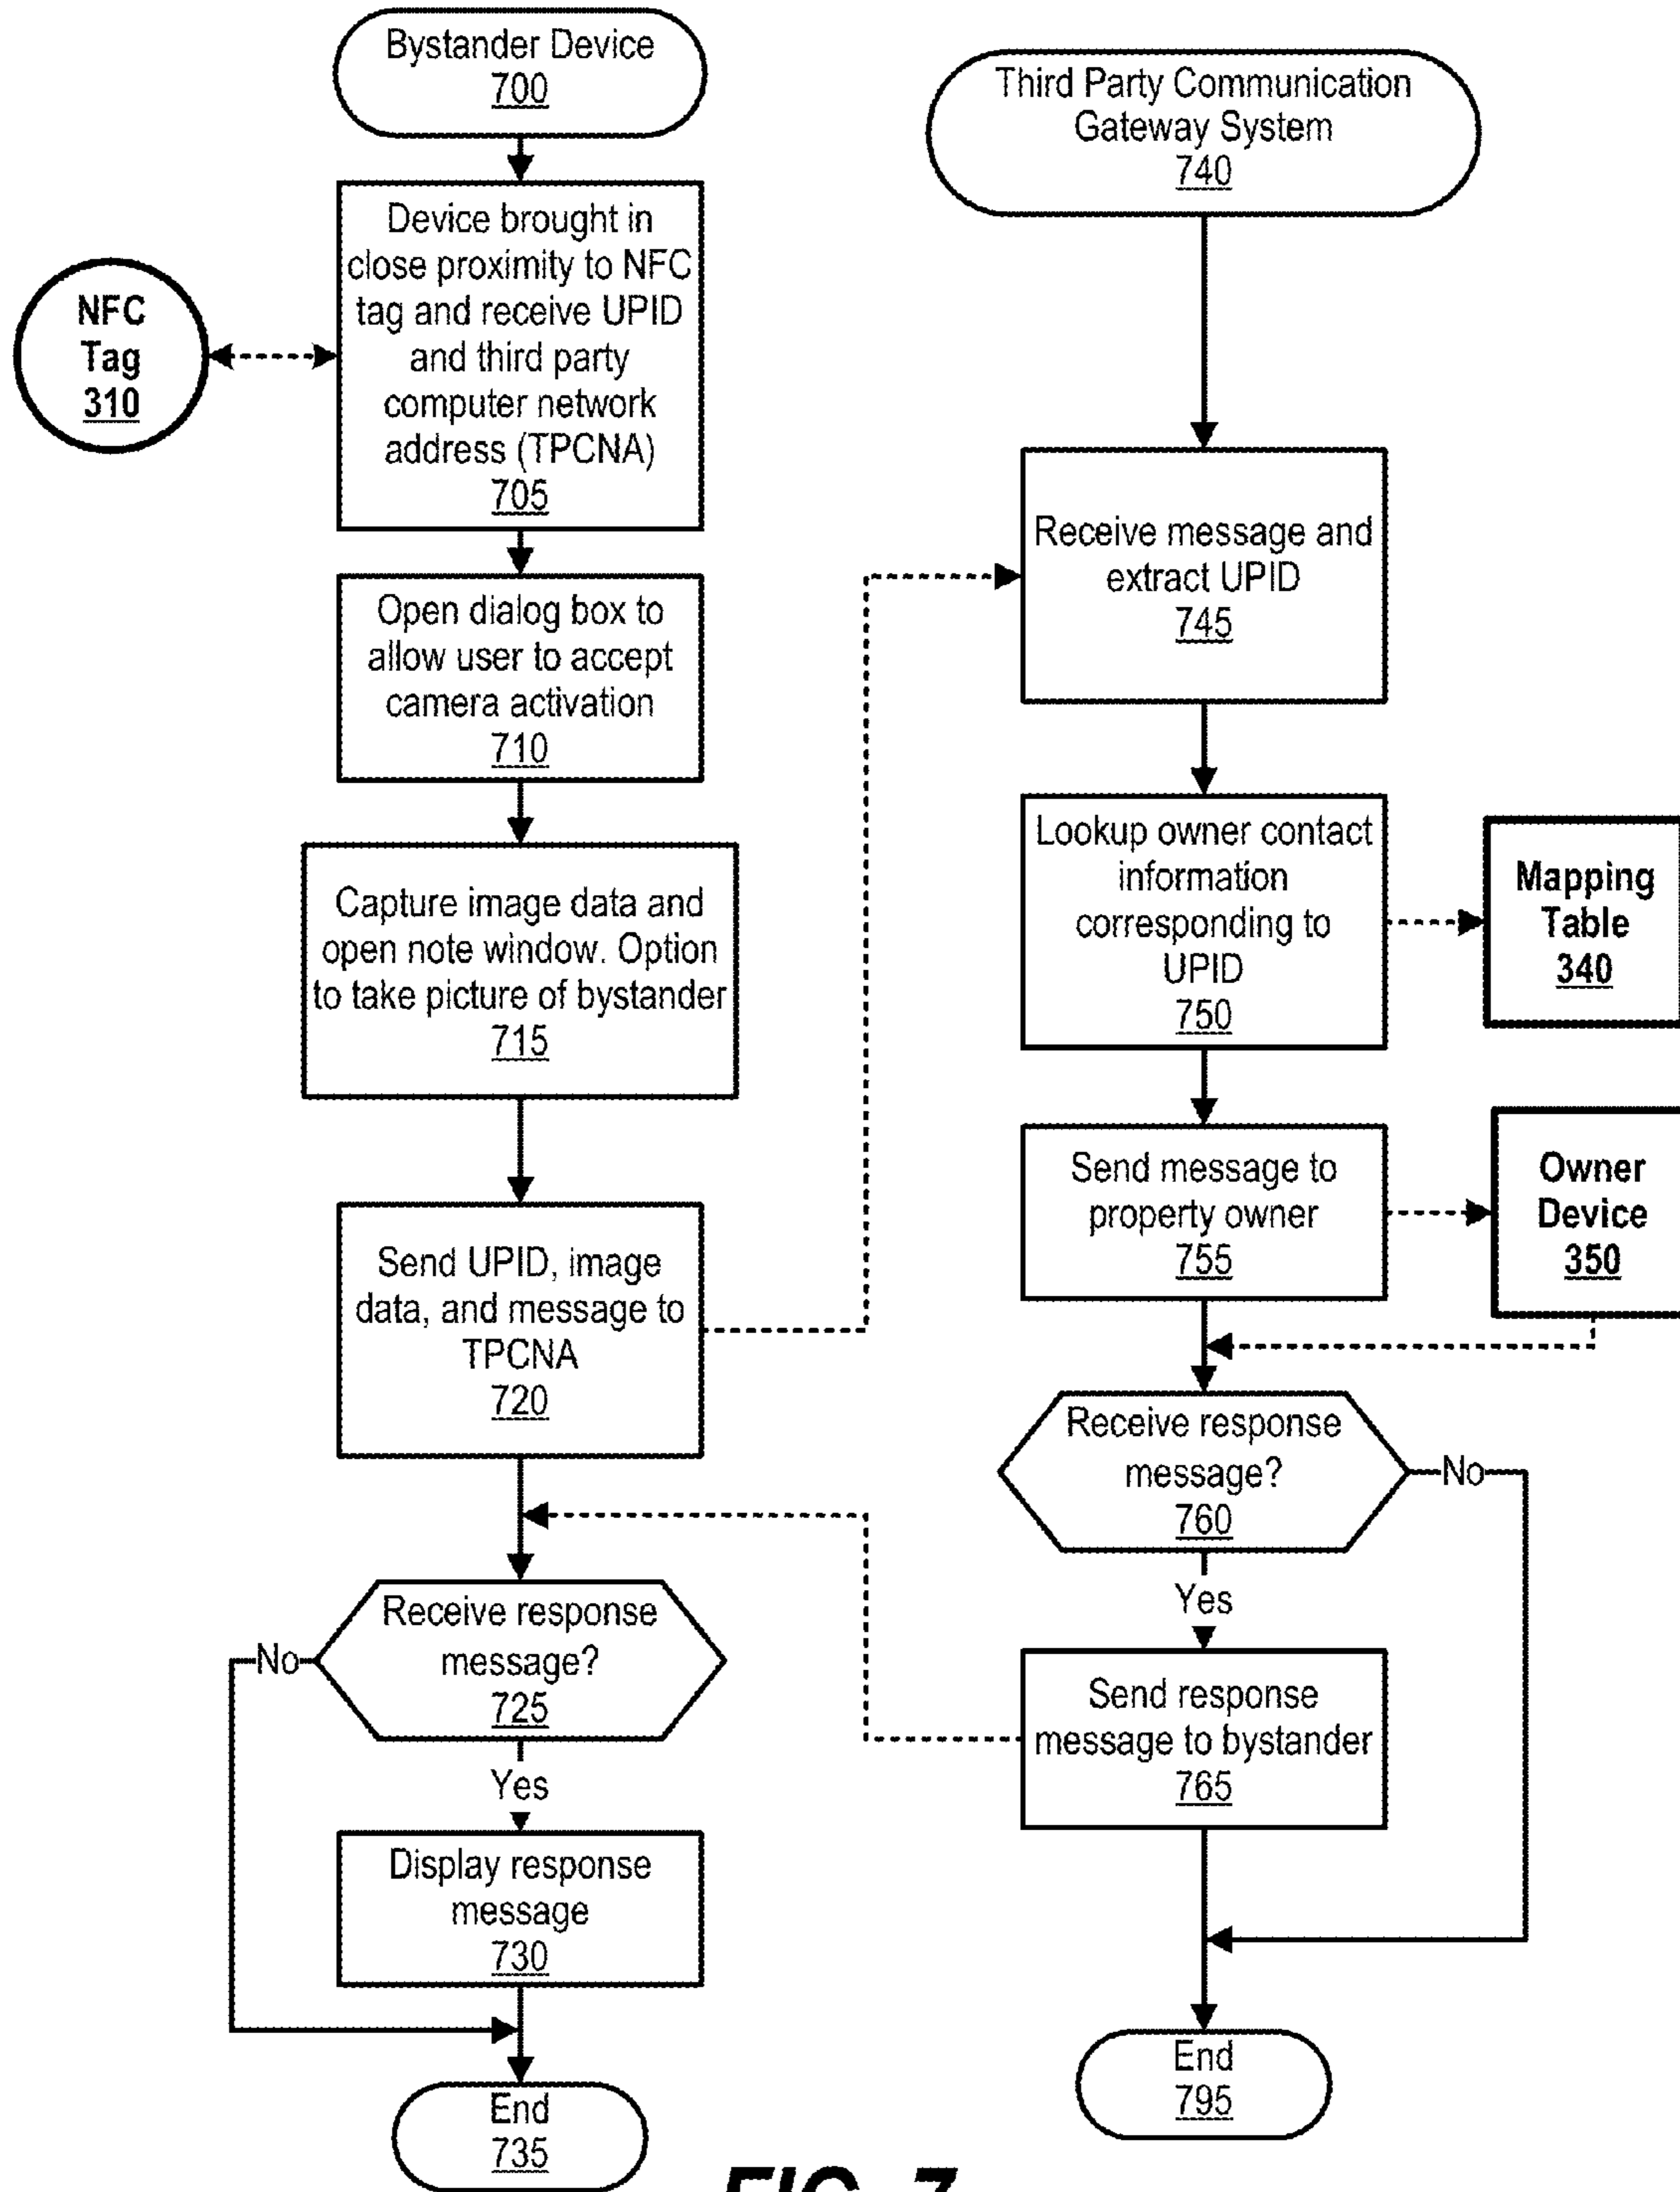 Bystander Device
700
Device brought in
close proximity to NFC
tag and receive UPID
and third party
computer network
address (TPCNA)
705
NFC
Tag
310
Open dialog box to
allow user to accept
camera activation
710
Capture image data and
open note window. Option
to take picture of bystander
715
Send UPID, image
data, and message to
TPCNA
720
Receive response
message?
725
No
Yes
Display response
message
730
End
735
Third Party Communication
Gateway System
740
Receive message and
extract UPID
745
Lookup owner contact
information
corresponding to
UPID
750
Mapping
Table
340
Send message to
property owner
755
Owner
Device
350
Receive response
message?
760
No
Yes
Send response
message to bystander
765
End
795
FIG. 7